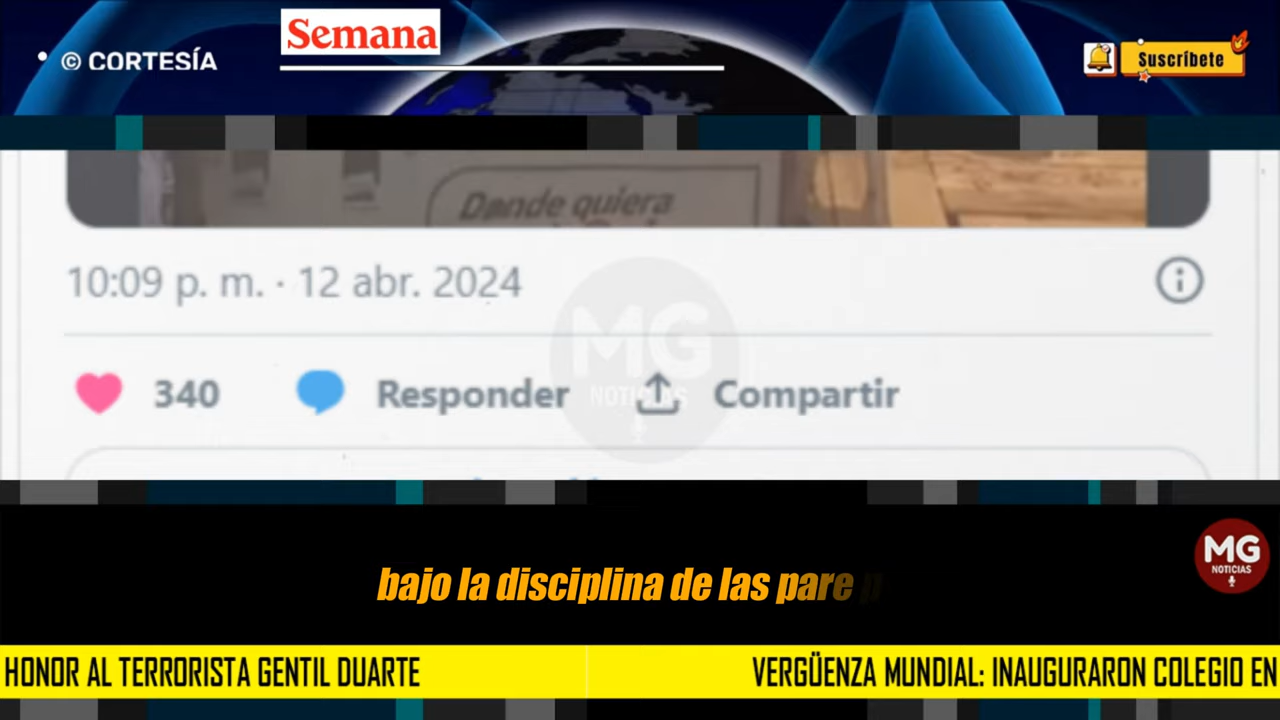 © CORTESÍA
Semana
Suscríbete
Donde quiera
10:09 p. m. · 12 abr. 2024
340 Responder Compartir
MG
NOTICIAS
bajo la disciplina de las pare
MG
NOTICIAS
HONOR AL TERRORISTA GENTIL DUARTE
VERGÜENZA MUNDIAL: INAUGURARON COLEGIO EN